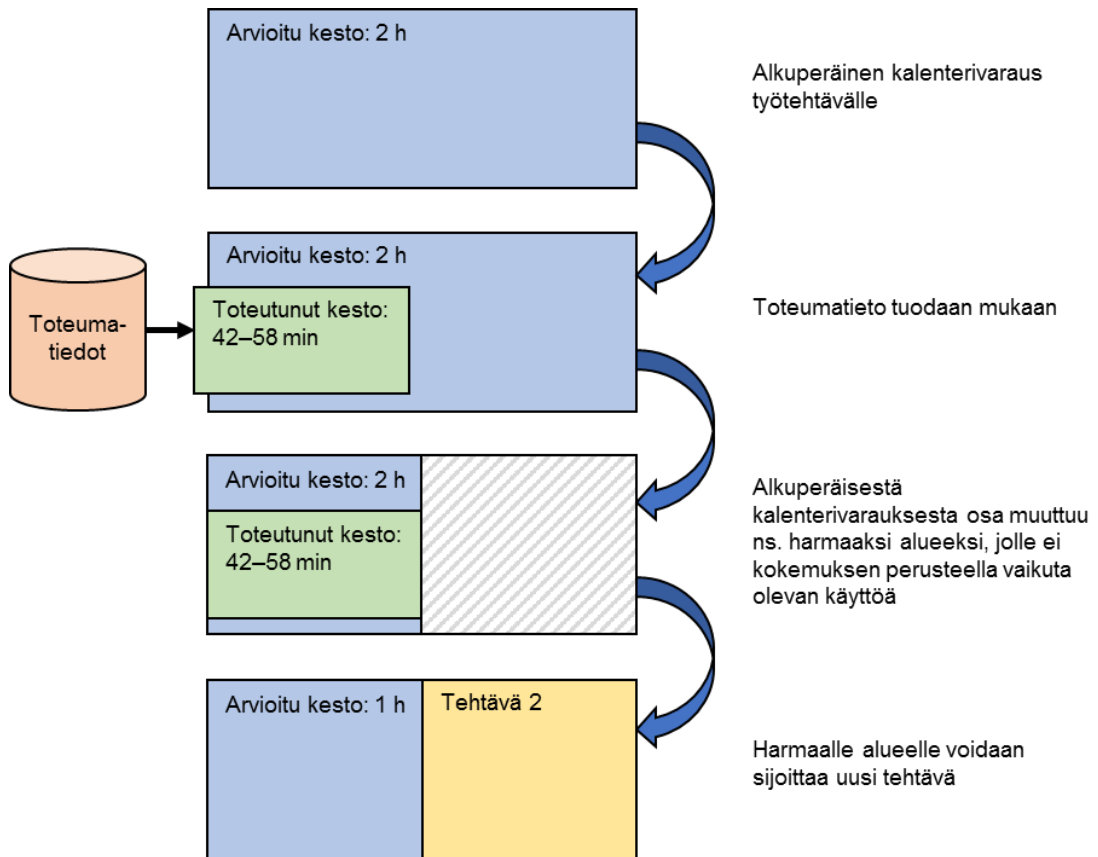 Arvioitu kesto: 2 h
Alkuperäinen kalenterivaraus
työtehtävälle
Arvioitu kesto: 2 h
Toteuma-
tiedot
Toteutunut kesto:
42–58 min
Toteumatieto tuodaan mukaan
Arvioitu kesto: 2 h
Toteutunut kesto:
42–58 min
Alkuperäisestä
kalenterivarauksesta osa muuttuu
ns. harmaaksi alueeksi, jolle ei
kokemuksen perusteella vaikuta
olevan käyttöä
Arvioitu kesto: 1 h
Tehtävä 2
Harmaalle alueelle voidaan
sijoittaa uusi tehtävä